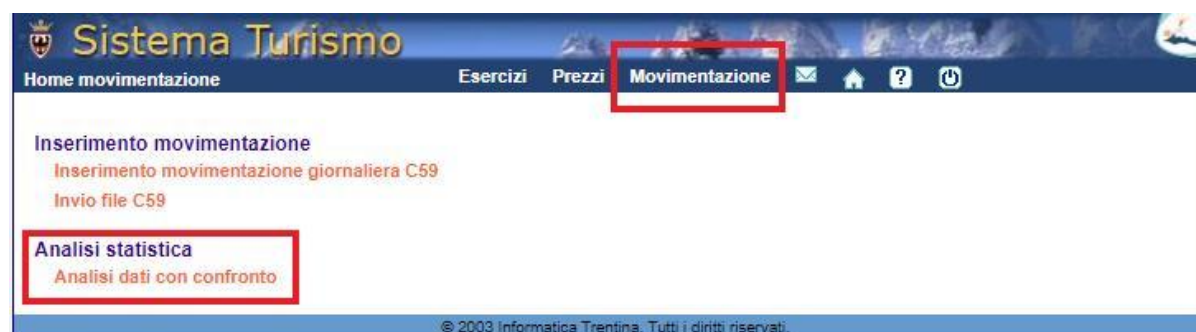 Sistema Turismo
Home movimentazione Esercizi Prezzi Movimentazione ?
Inserimento movimentazione
Inserimento movimentazione giornaliera C59
Invio file C59
Analisi statistica
Analisi dati con confronto
© 2003 Informatica Trentina. Tutti i diritti riservati.